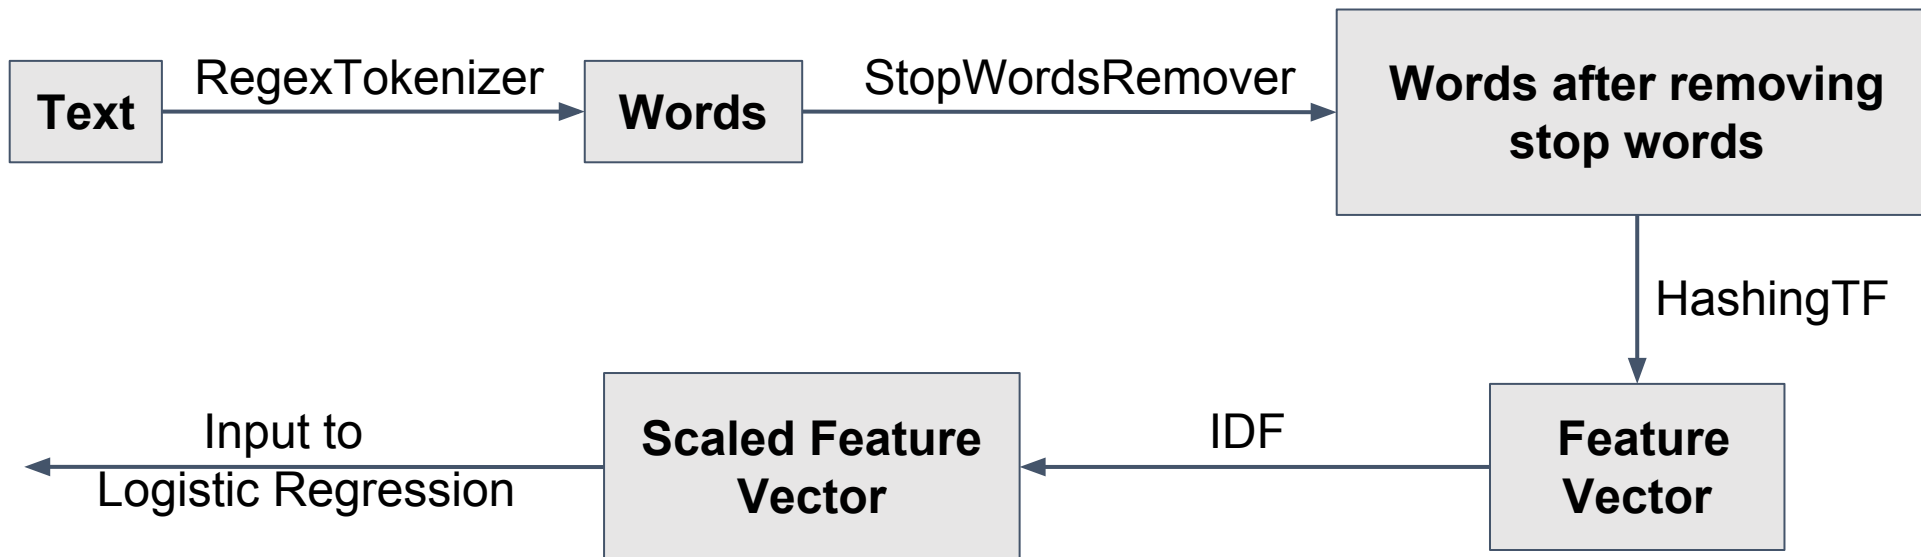 Text
RegexTokenizer
Words
StopWordsRemover
Words after removing
stop words
HashingTF
Feature
Vector
IDF
Scaled Feature
Vector
Input to
Logistic Regression